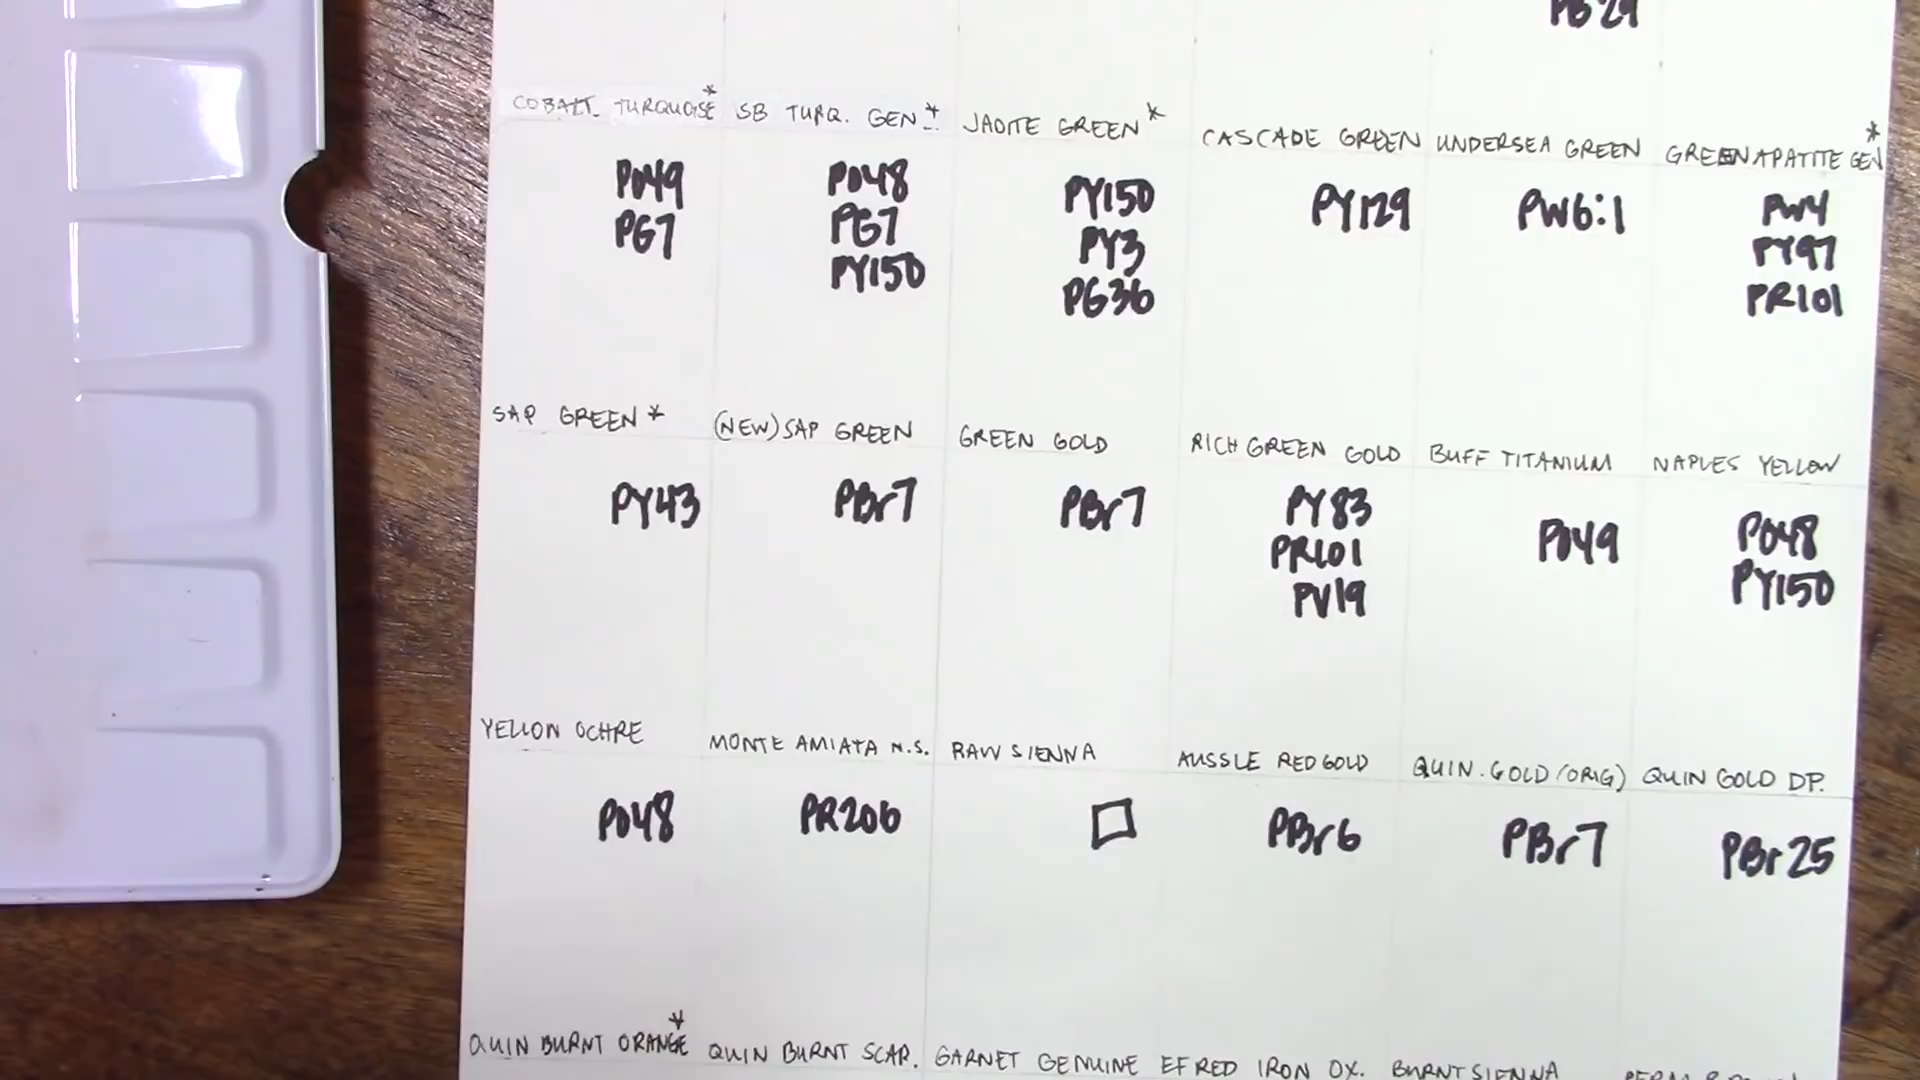 PB29
COBALT TURQUOISE* SB TURQ. GEN.* JADITE GREEN* CASCADE GREEN UNDERSEA GREEN GREEN APATITE GEN*
PO49 PO48 PY150 PY129 PW6:1 PW4
PG7 PG7 PY3 PY97
PY150 PG36 PR101
SAP GREEN* (NEW) SAP GREEN GREEN GOLD RICH GREEN GOLD BUFF TITANIUM NAPLES YELLOW
PY43 PBr7 PBr7 PY83 PO49 PO48
PR101 PY150
PV19
YELLOW OCHRE MONTE AMIATA N.S. RAW SIENNA AUSSIE RED GOLD QUIN. GOLD (ORIG) QUIN GOLD DP.
PO48 PR206 PBr6 PBr7 PBr25
QUIN BURNT ORANGE* QUIN BURNT SCAR. GARNET GENUINE EF RED IRON OX. BURNT SIENNA